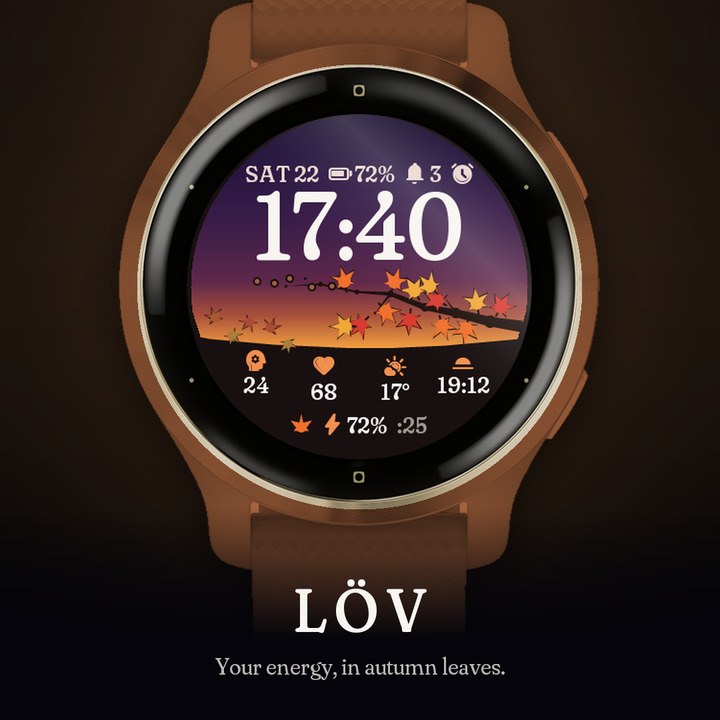 SAT 22 72% 3
17:40
24 68 17° 19:12
72% :25
LÖV
Your energy, in autumn leaves.